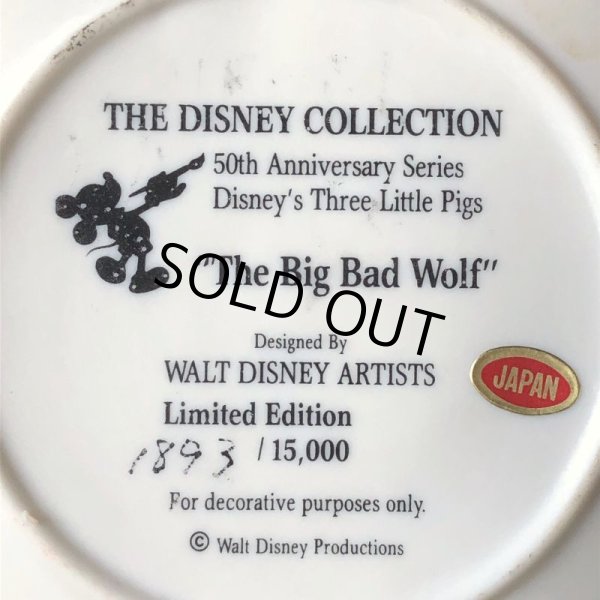 THE DISNEY COLLECTION
50th Anniversary Series
Disney's Three Little Pigs
"The Big Bad Wolf"
SOLD OUT
Designed By
WALT DISNEY ARTISTS
JAPAN
Limited Edition
1893 / 15,000
For decorative purposes only.
© Walt Disney Productions